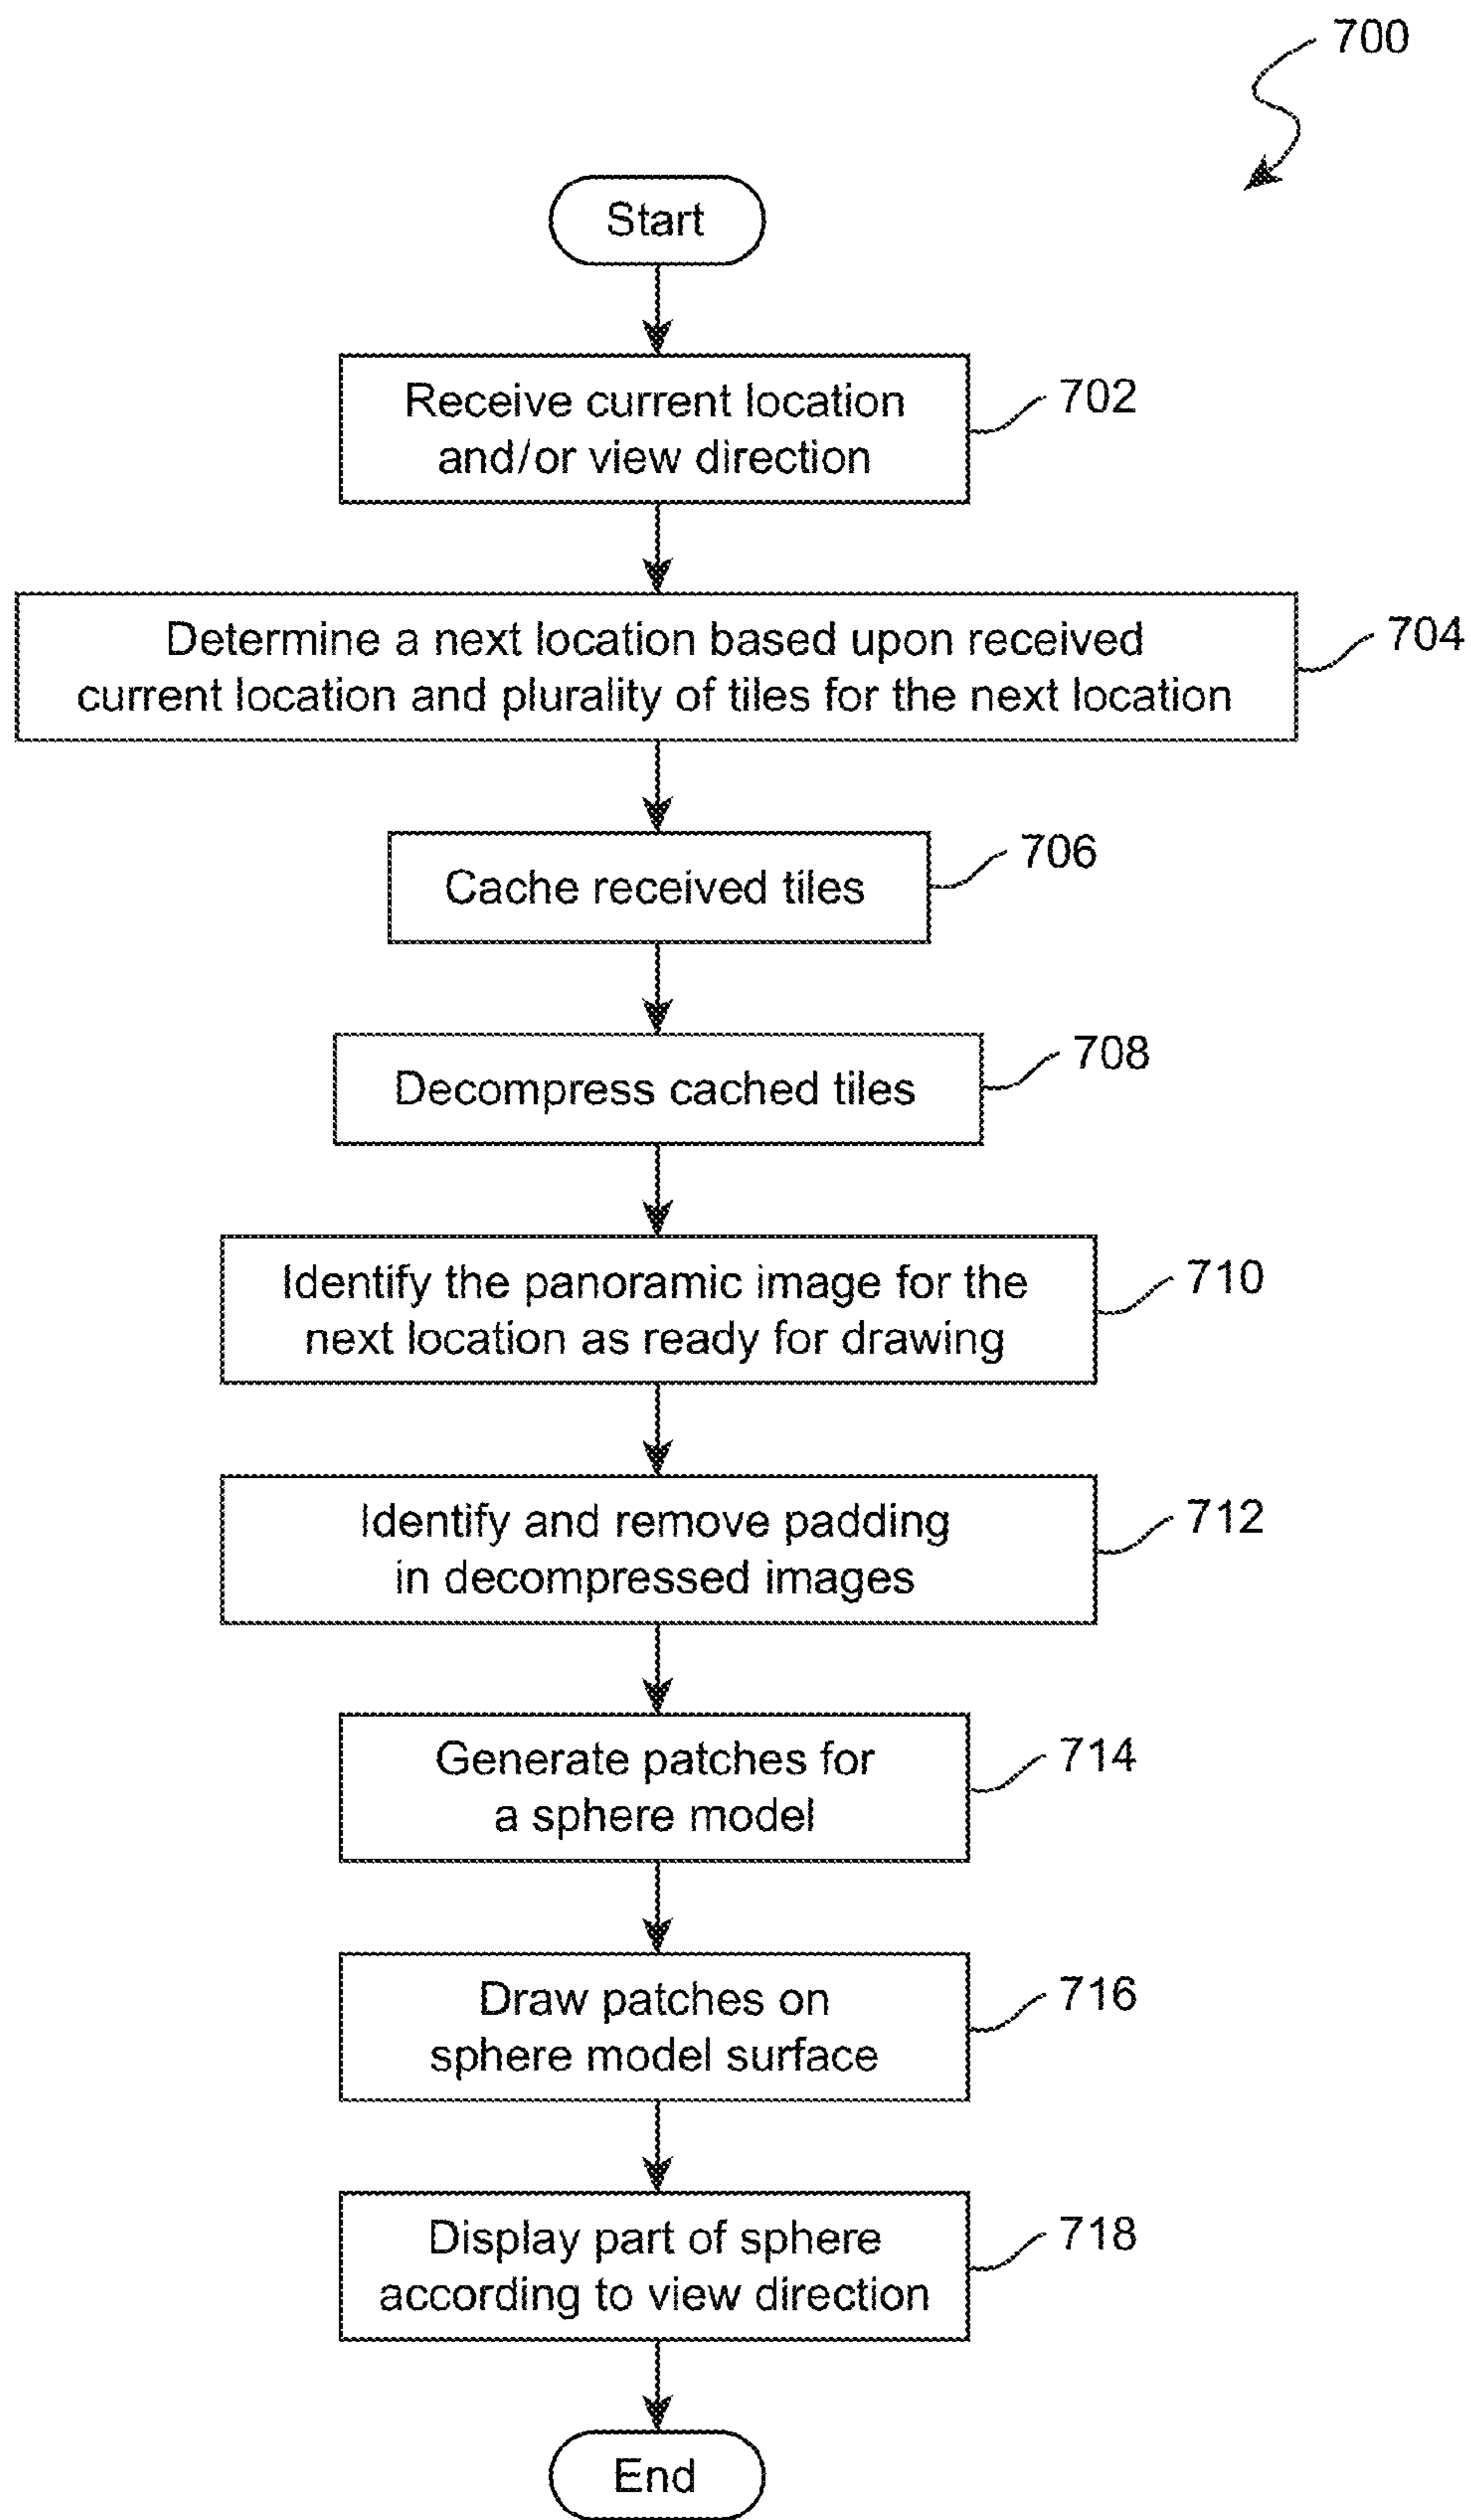 700
Start
Receive current location
and/or view direction
702
Determine a next location based upon received
current location and plurality of tiles for the next location
704
Cache received tiles
706
Decompress cached tiles
708
Identify the panoramic image for the
next location as ready for drawing
710
Identify and remove padding
in decompressed images
712
Generate patches for
a sphere model
714
Draw patches on
sphere model surface
716
Display part of sphere
according to view direction
718
End